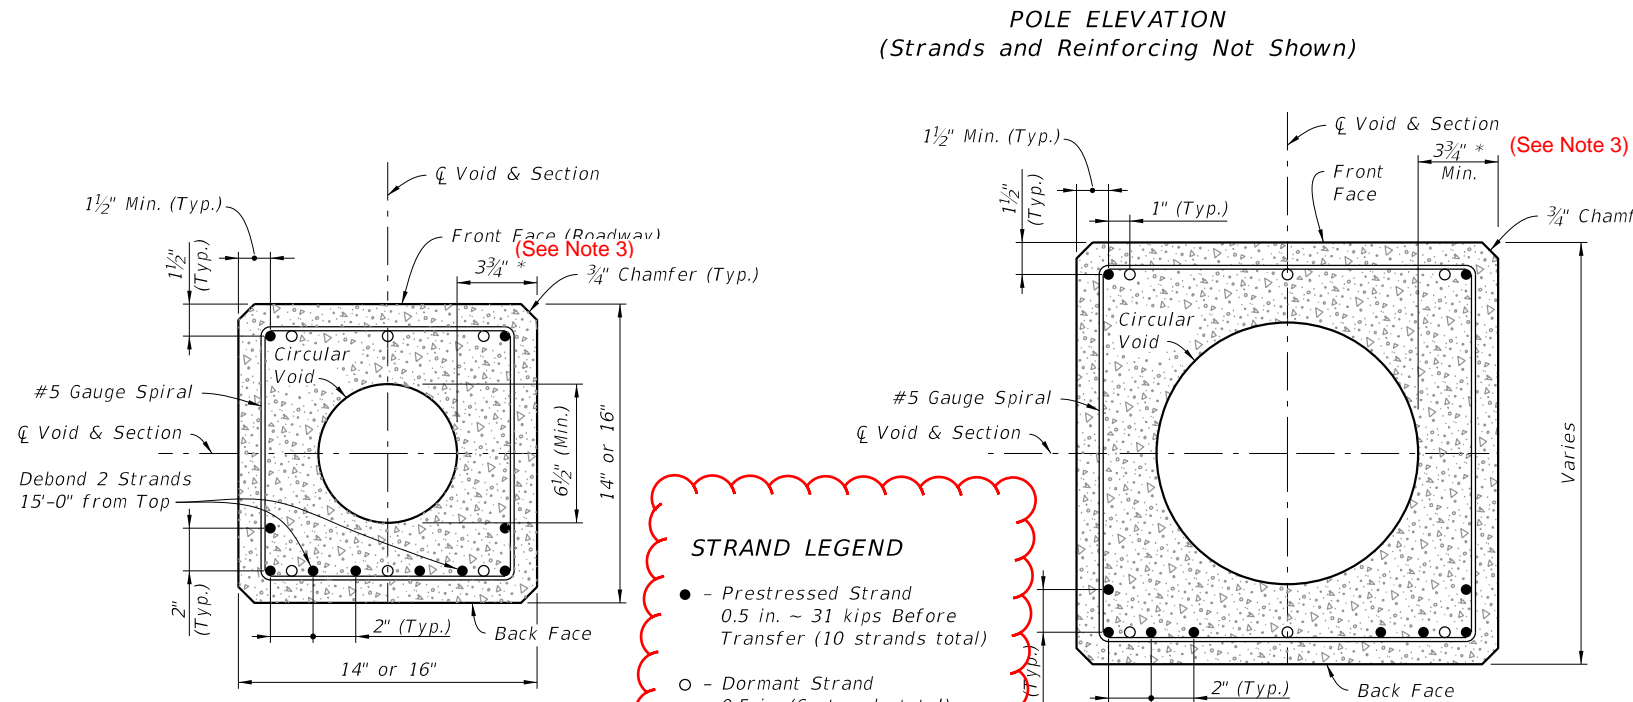 POLE ELEVATION
(Strands and Reinforcing Not Shown)
℄ Void & Section
1½" Min. (Typ.)
1½"
(Typ.)
Front Face (Roadway)
(See Note 3)
3¾" *
¾" Chamfer (Typ.)
Circular
Void
#5 Gauge Spiral
℄ Void & Section
Debond 2 Strands
15'-0" from Top
6½" (Min.)
14" or 16"
2"
(Typ.)
2" (Typ.)
Back Face
14" or 16"
STRAND LEGEND
● – Prestressed Strand
0.5 in. ~ 31 kips Before
Transfer (10 strands total)
○ – Dormant Strand
℄ Void & Section
(See Note 3)
1½" Min. (Typ.)
3¾" *
Min.
Front
Face
1½"
(Typ.)
1" (Typ.)
¾" Chamf
Circular
Void
#5 Gauge Spiral
℄ Void & Section
Varies
(Typ.)
2" (Typ.)
Back Face